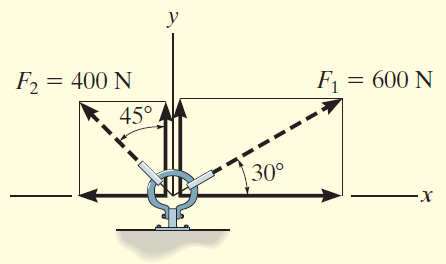 y
F₂ = 400 N
F₁ = 600 N
45°
30°
x